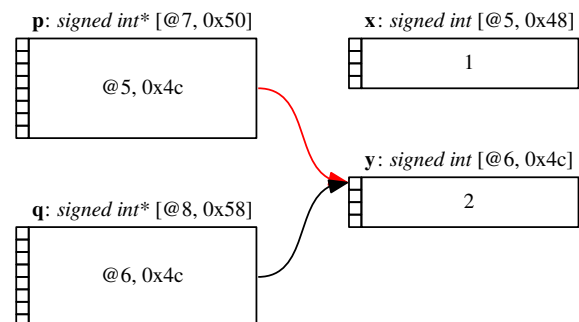 p: signed int* [@7, 0x50]
@5, 0x4c
x: signed int [@5, 0x48]
1
y: signed int [@6, 0x4c]
2
q: signed int* [@8, 0x58]
@6, 0x4c